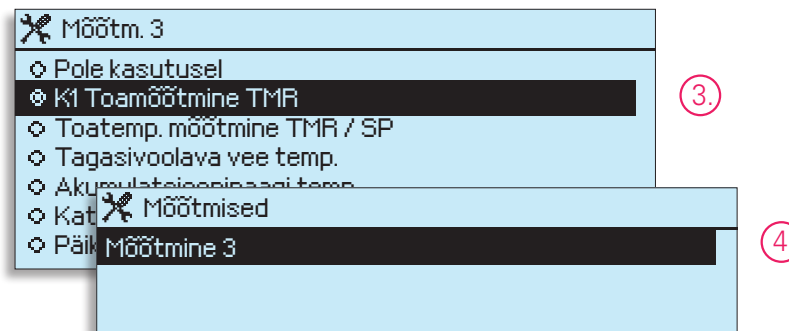 Mõõtm. 3
Pole kasutusel
K1 Toamõõtmine TMR
3.
Toatemp. mõõtmine TMR / SP
Tagasivoolava vee temp.
Mõõtmised
Mõõtmine 3
4